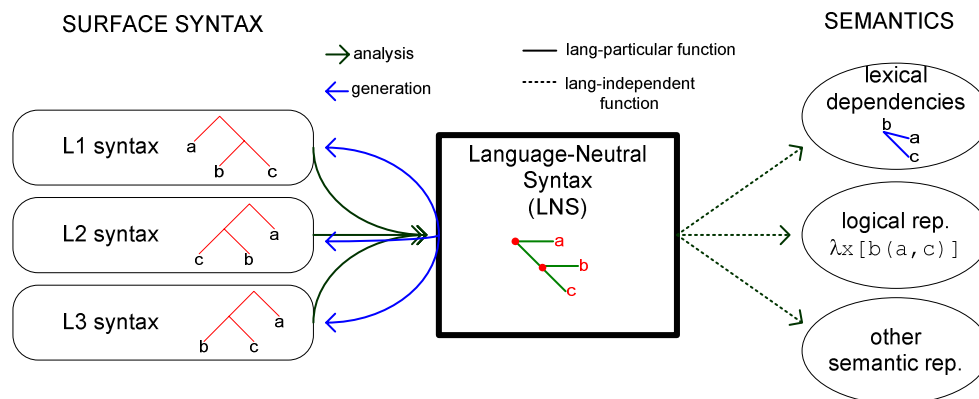 SURFACE SYNTAX
analysis
generation
lang-particular function
lang-independent
function
SEMANTICS
L1 syntax
a
b c
L2 syntax
a
c b
L3 syntax
a
b c
Language-Neutral
Syntax
(LNS)
a
b
c
lexical
dependencies
b
a
c
logical rep.
λx[b(a,c)]
other
semantic rep.